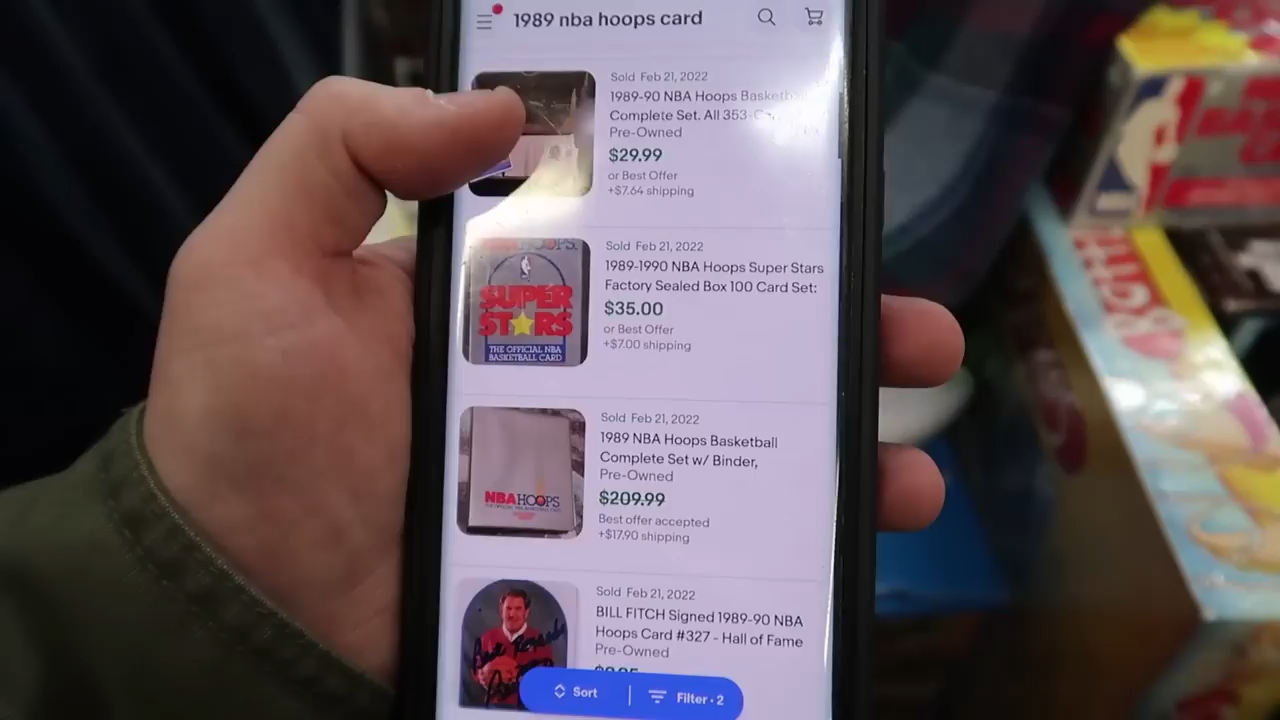 1989 nba hoops card
Sold Feb 21, 2022
1989-90 NBA Hoops Basketball
Complete Set. All 353-
Pre-Owned
$29.99
or Best Offer
+$7.64 shipping
NBA HOOPS
SUPER
STARS
THE OFFICIAL NBA
BASKETBALL CARD
Sold Feb 21, 2022
1989-1990 NBA Hoops Super Stars
Factory Sealed Box 100 Card Set:
$35.00
or Best Offer
+$7.00 shipping
NBA HOOPS
Sold Feb 21, 2022
1989 NBA Hoops Basketball
Complete Set w/ Binder,
Pre-Owned
$209.99
Best offer accepted
+$17.90 shipping
Sold Feb 21, 2022
BILL FITCH Signed 1989-90 NBA
Hoops Card #327 - Hall of Fame
Pre-Owned
Sort
Filter · 2